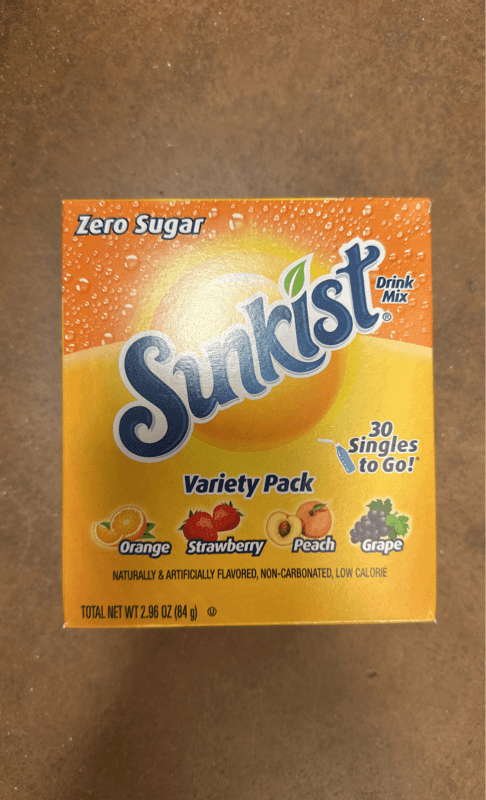 Zero Sugar
Sunkist®
Drink
Mix
30
Singles
to Go!*
Variety Pack
Orange Strawberry Peach Grape
NATURALLY & ARTIFICIALLY FLAVORED, NON-CARBONATED, LOW CALORIE
TOTAL NET WT 2.96 OZ (84 g) U